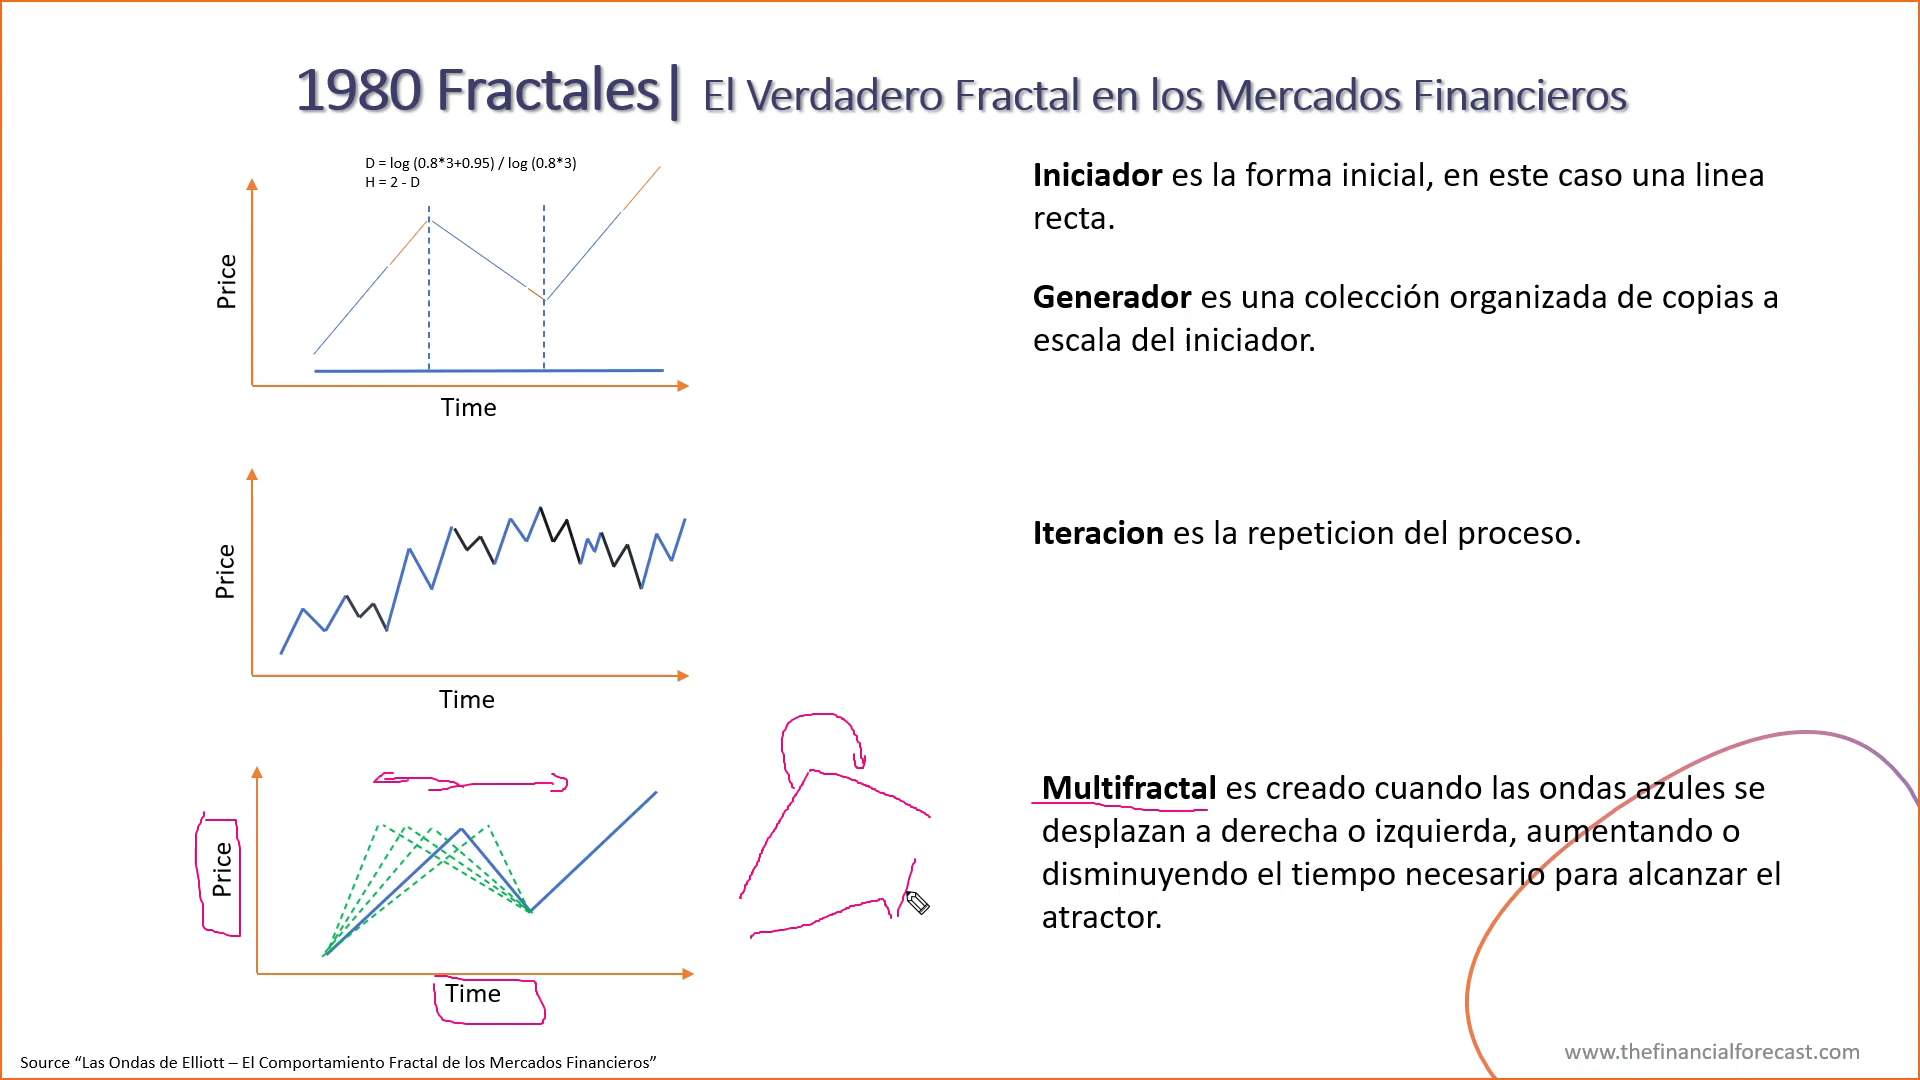 1980 Fractales| El Verdadero Fractal en los Mercados Financieros
D = log (0.8*3+0.95) / log (0.8*3)
H = 2 - D
Price
Time
Iniciador es la forma inicial, en este caso una linea
recta.
Generador es una colección organizada de copias a
escala del iniciador.
Price
Time
Iteracion es la repeticion del proceso.
Price
Time
Multifractal es creado cuando las ondas azules se
desplazan a derecha o izquierda, aumentando o
disminuyendo el tiempo necesario para alcanzar el
atractor.
Source “Las Ondas de Elliott – El Comportamiento Fractal de los Mercados Financieros”
www.thefinancialforecast.com